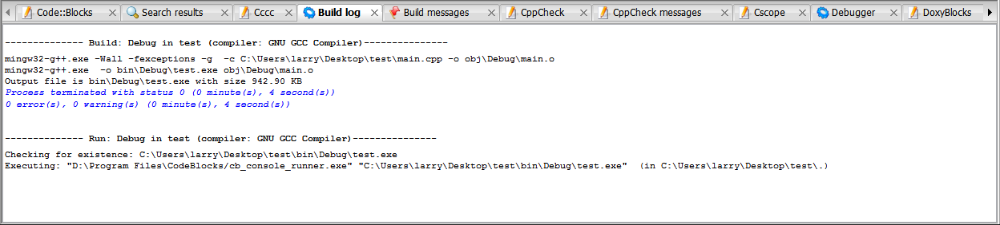 Code::Blocks Search results Cccc Build log Build messages CppCheck CppCheck messages Cscope Debugger DoxyBlocks
-------------- Build: Debug in test (compiler: GNU GCC Compiler)---------------
mingw32-g++.exe -Wall -fexceptions -g  -c C:\Users\larry\Desktop\test\main.cpp -o obj\Debug\main.o
mingw32-g++.exe  -o bin\Debug\test.exe obj\Debug\main.o
Output file is bin\Debug\test.exe with size 942.90 KB
Process terminated with status 0 (0 minute(s), 4 second(s))
0 error(s), 0 warning(s) (0 minute(s), 4 second(s))
-------------- Run: Debug in test (compiler: GNU GCC Compiler)---------------
Checking for existence: C:\Users\larry\Desktop\test\bin\Debug\test.exe
Executing: "D:\Program Files\CodeBlocks/cb_console_runner.exe" "C:\Users\larry\Desktop\test\bin\Debug\test.exe"  (in C:\Users\larry\Desktop\test\.)